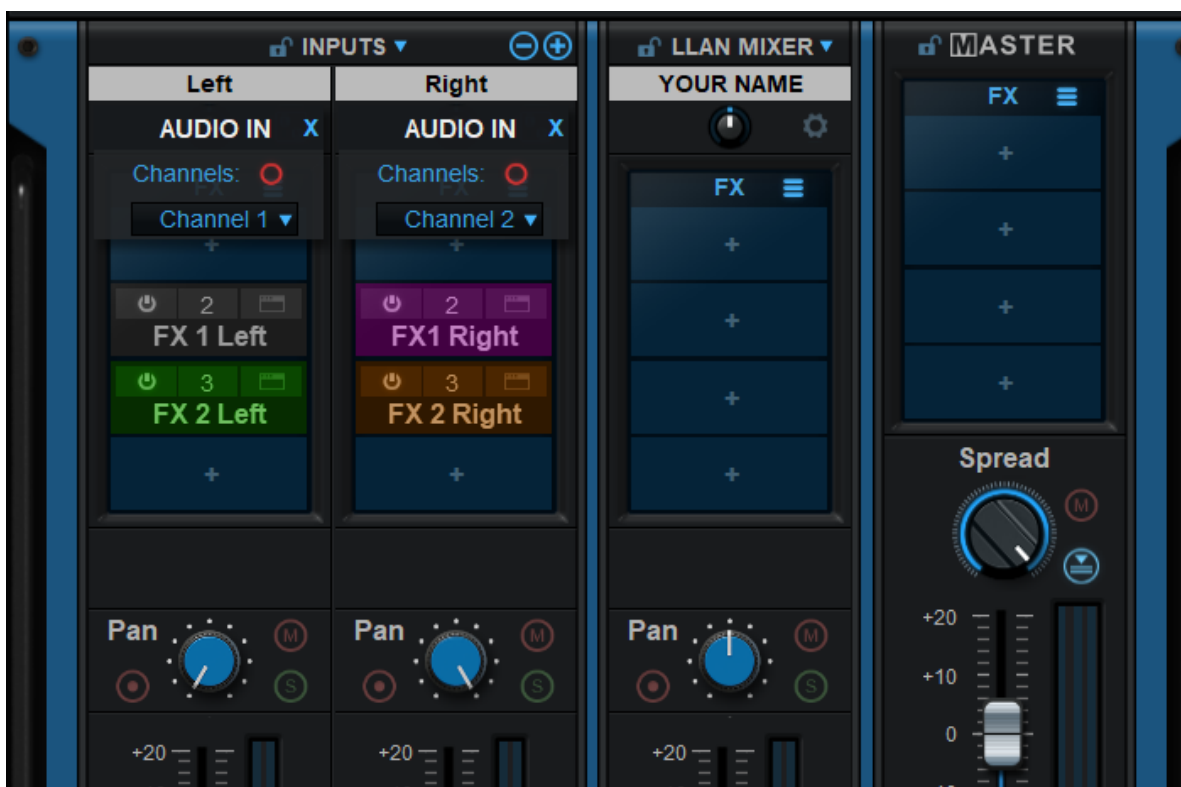 INPUTS
Left
AUDIO IN X
Channels:
FX
Channel 1
+
2
FX 1 Left
3
FX 2 Left
+
Pan
M
S
+20
Right
AUDIO IN X
Channels:
FX
Channel 2
+
2
FX1 Right
3
FX 2 Right
+
Pan
M
S
+20
LLAN MIXER
YOUR NAME
FX
+
+
+
+
Pan
M
S
+20
MASTER
FX
+
+
+
+
Spread
M
+20
+10
0